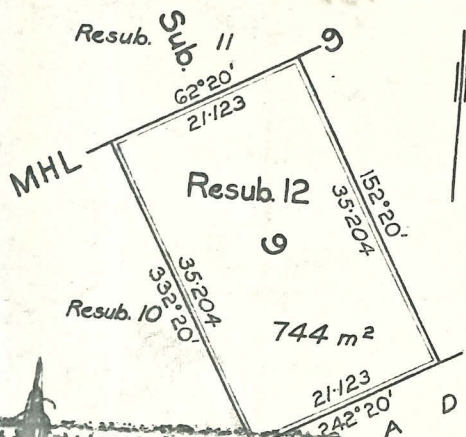 Resub. 11
Sub. 9
62°20'
21·123
MHL
Resub. 12
9
152°20'
35·204
35·204
332°20'
Resub. 10
744 m²
21·123
242°20'
A D